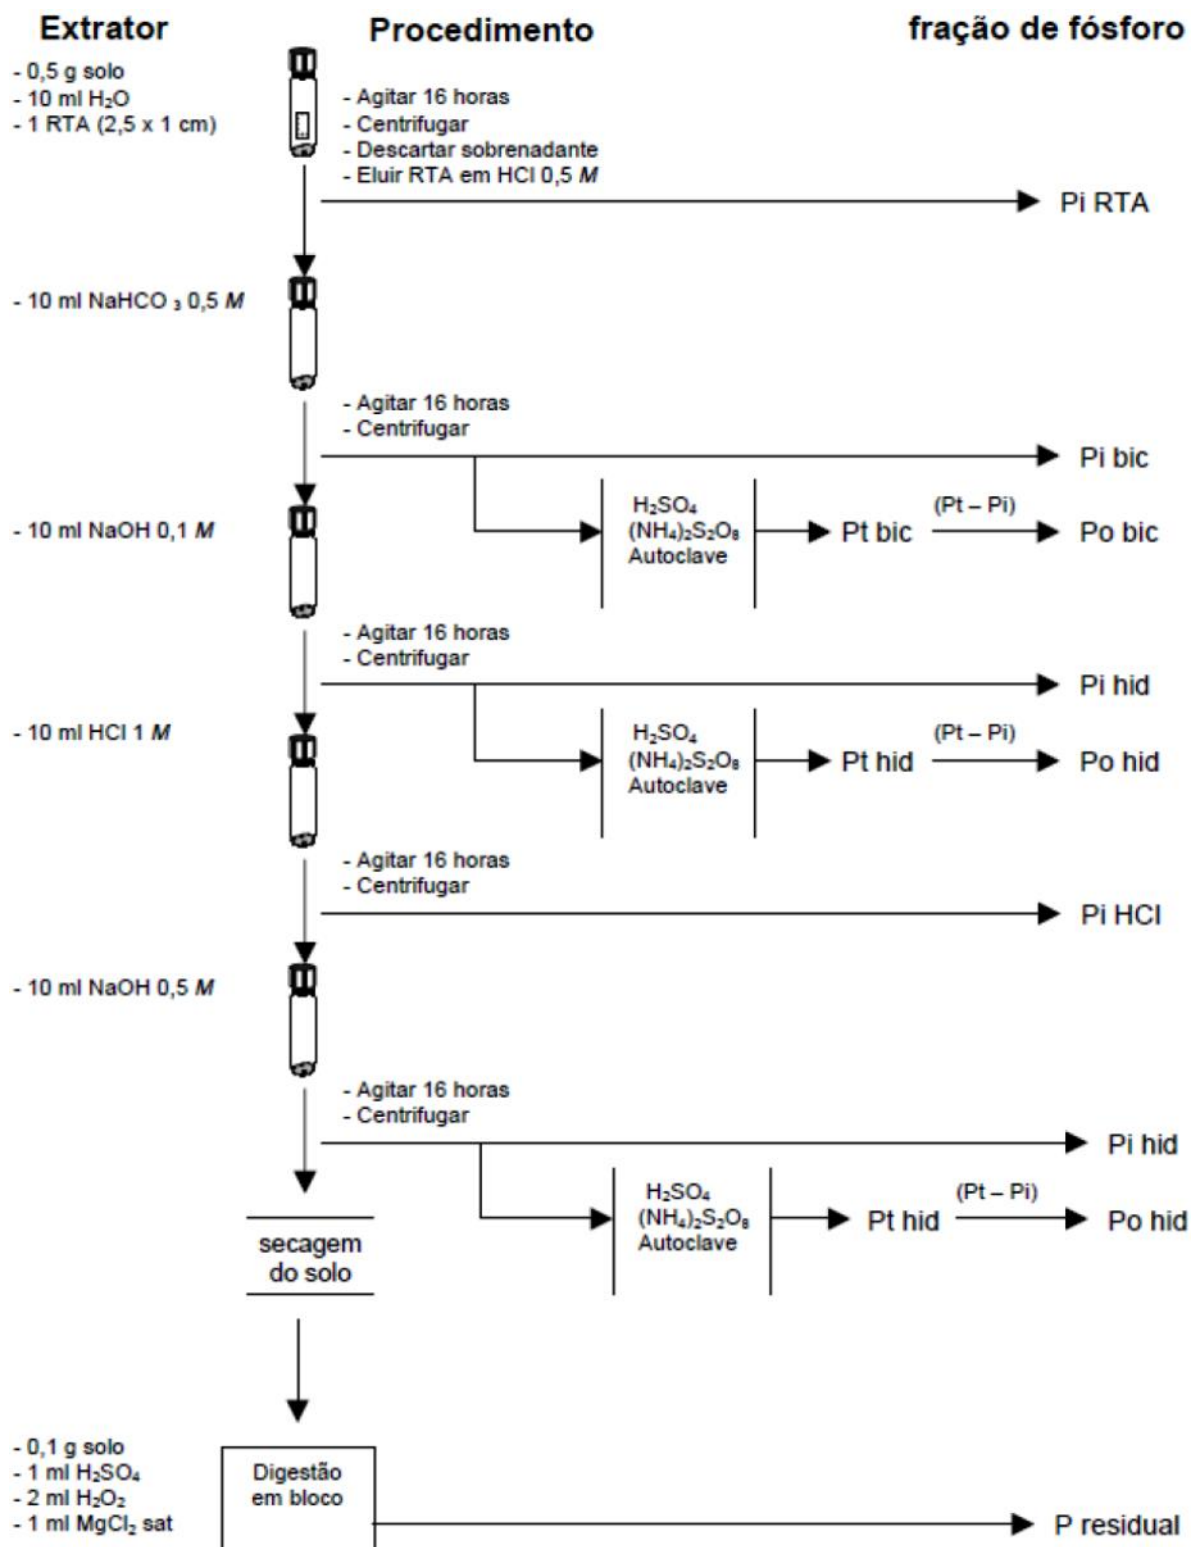 Extrator
Procedimento
fração de fósforo
- 0,5 g solo
- 10 ml H₂O
- 1 RTA (2,5 x 1 cm)
- Agitar 16 horas
- Centrifugar
- Descartar sobrenadante
- Eluir RTA em HCl 0,5 M
Pi RTA
- 10 ml NaHCO ₃ 0,5 M
- Agitar 16 horas
- Centrifugar
Pi bic
- 10 ml NaOH 0,1 M
H₂SO₄
(NH₄)₂S₂O₈
Autoclave
Pt bic
(Pt – Pi)
Po bic
- Agitar 16 horas
- Centrifugar
Pi hid
- 10 ml HCl 1 M
H₂SO₄
(NH₄)₂S₂O₈
Autoclave
Pt hid
(Pt – Pi)
Po hid
- Agitar 16 horas
- Centrifugar
Pi HCl
- 10 ml NaOH 0,5 M
- Agitar 16 horas
- Centrifugar
Pi hid
H₂SO₄
(NH₄)₂S₂O₈
Autoclave
Pt hid
(Pt – Pi)
Po hid
secagem
do solo
- 0,1 g solo
- 1 ml H₂SO₄
- 2 ml H₂O₂
- 1 ml MgCl₂ sat
Digestão
em bloco
P residual